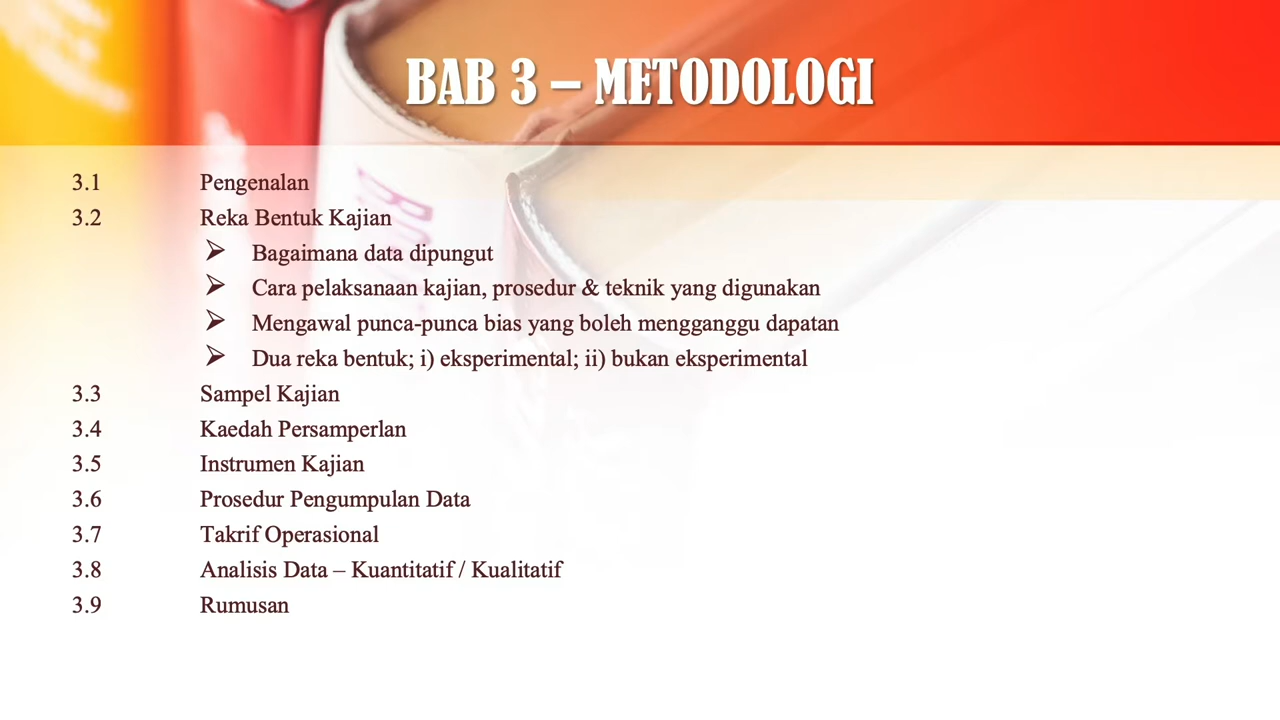 BAB 3 – METODOLOGI
3.1 Pengenalan
3.2 Reka Bentuk Kajian
➢ Bagaimana data dipungut
➢ Cara pelaksanaan kajian, prosedur & teknik yang digunakan
➢ Mengawal punca-punca bias yang boleh mengganggu dapatan
➢ Dua reka bentuk; i) eksperimental; ii) bukan eksperimental
3.3 Sampel Kajian
3.4 Kaedah Persamperlan
3.5 Instrumen Kajian
3.6 Prosedur Pengumpulan Data
3.7 Takrif Operasional
3.8 Analisis Data – Kuantitatif / Kualitatif
3.9 Rumusan